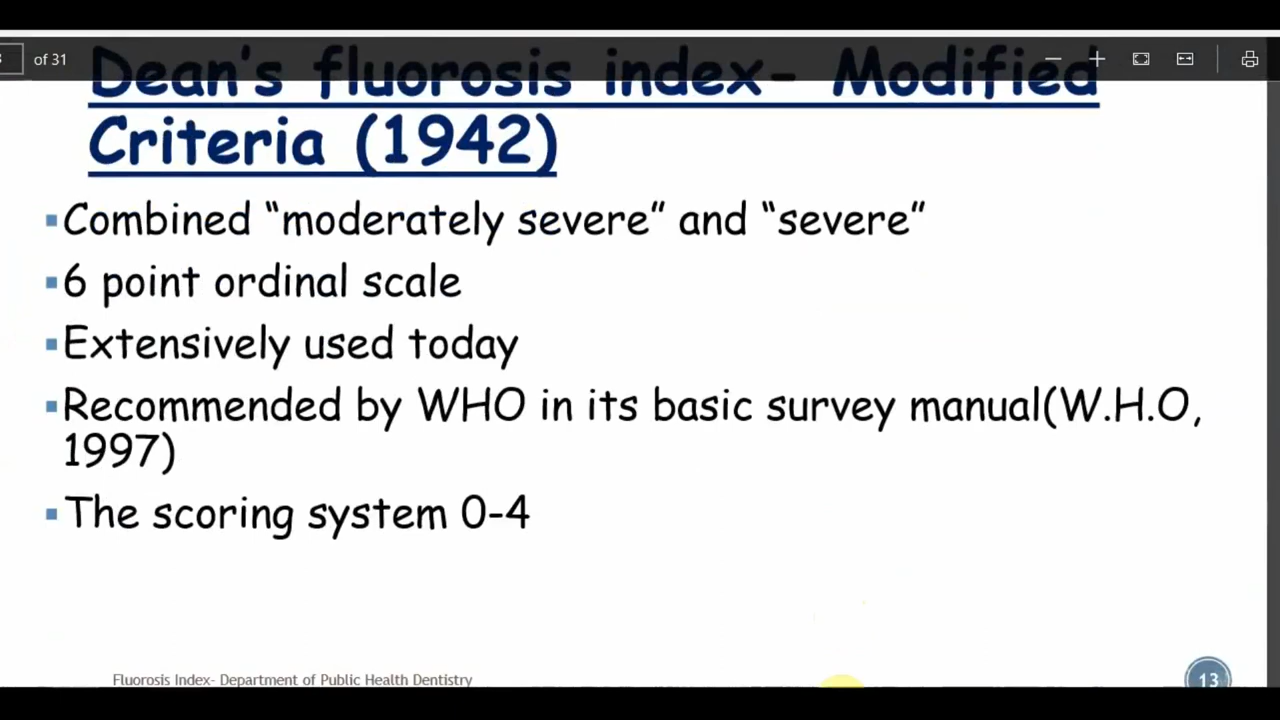 of 31
Dean's fluorosis index- Modified
Criteria (1942)
▪Combined “moderately severe” and “severe”
▪6 point ordinal scale
▪Extensively used today
▪Recommended by WHO in its basic survey manual(W.H.O,
1997)
▪The scoring system 0-4
Fluorosis Index- Department of Public Health Dentistry
13